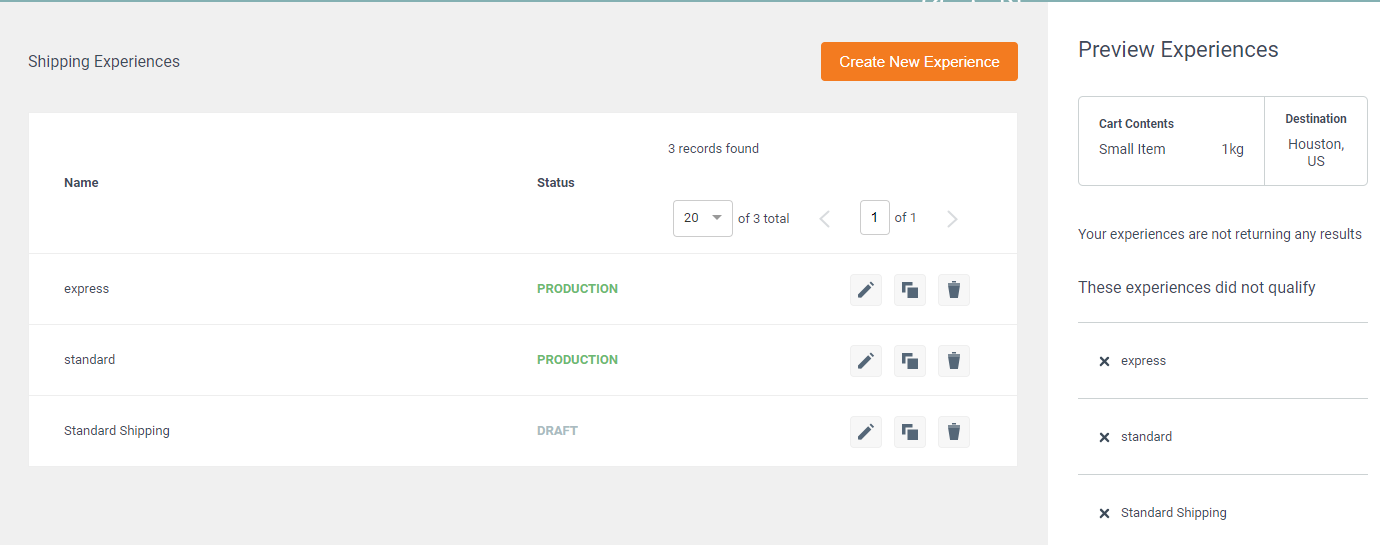 Shipping Experiences
Create New Experience
3 records found
Name
Status
20
of 3 total
1
of 1
express
PRODUCTION
standard
PRODUCTION
Standard Shipping
DRAFT
Preview Experiences
Cart Contents
Small Item 1kg
Destination
Houston,
US
Your experiences are not returning any results
These experiences did not qualify
express
standard
Standard Shipping